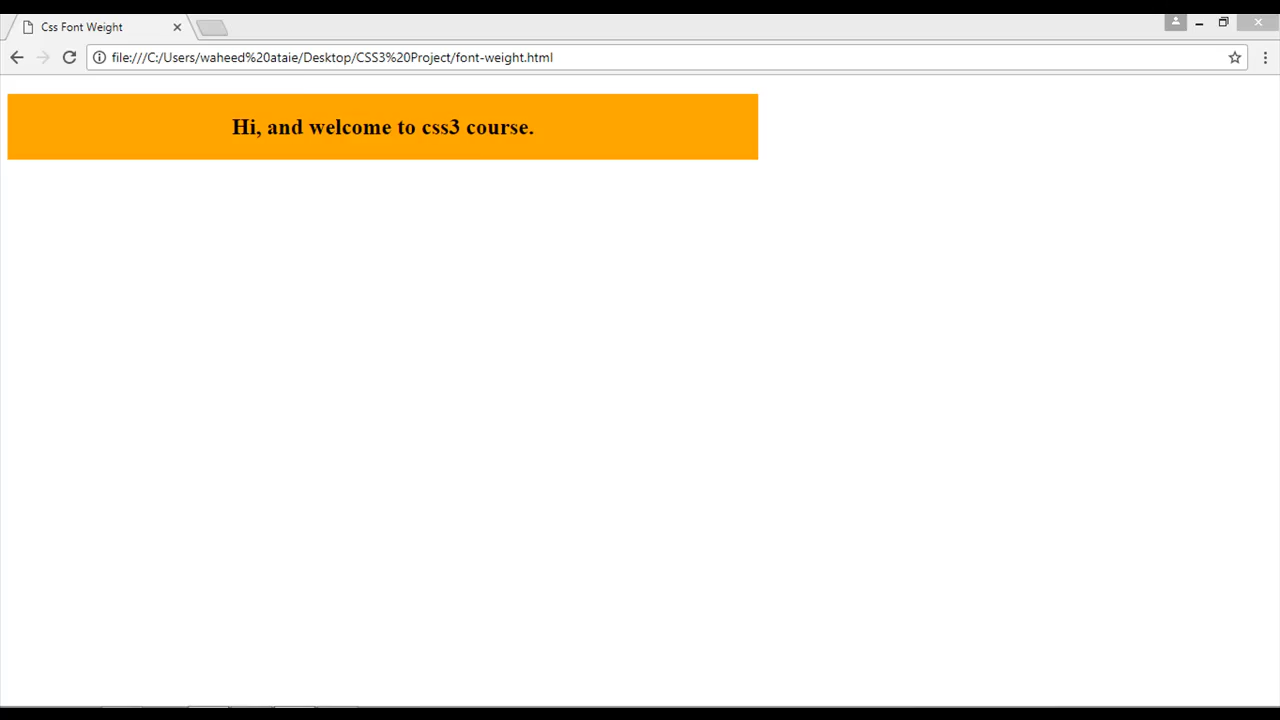 Css Font Weight
file:///C:/Users/waheed%20ataie/Desktop/CSS3%20Project/font-weight.html
Hi, and welcome to css3 course.